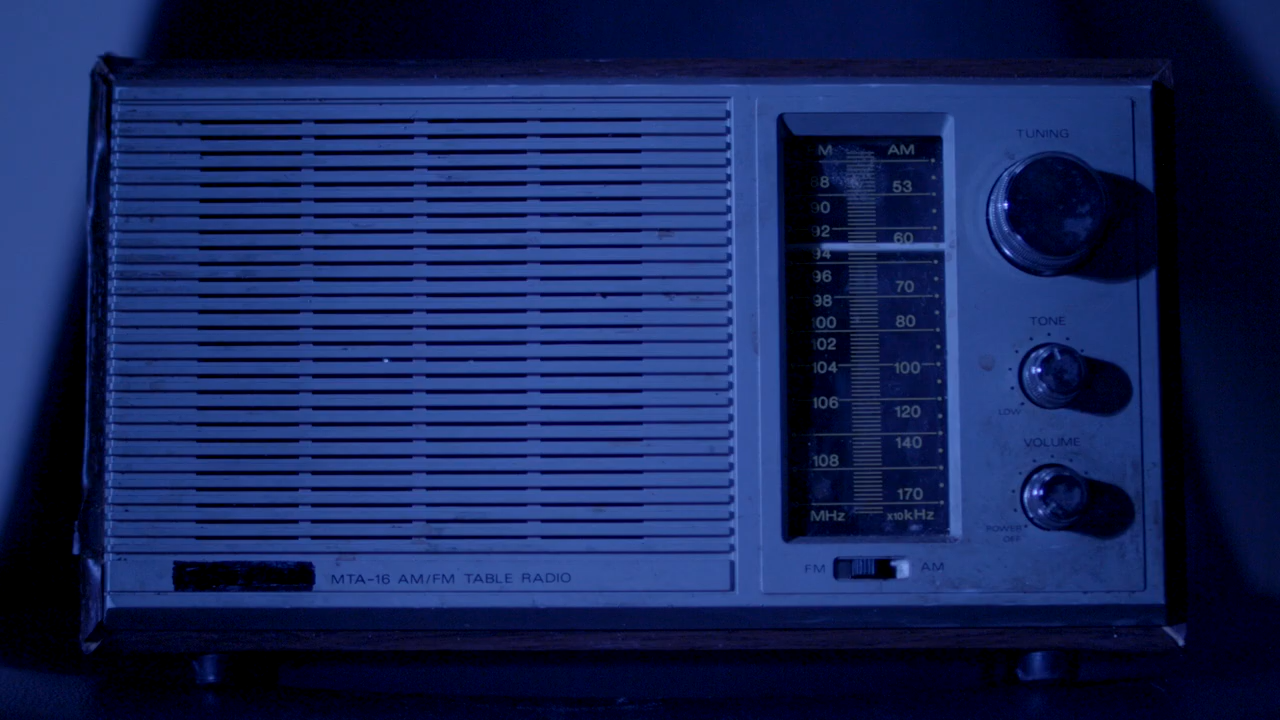 M AM
88 53
90
92 60
94
96 70
98
100 80
102
104 100
106 120
140
108
170
MHz x10kHz
TUNING
TONE
LOW
VOLUME
POWER
OFF
FM AM
MTA-16 AM/FM TABLE RADIO